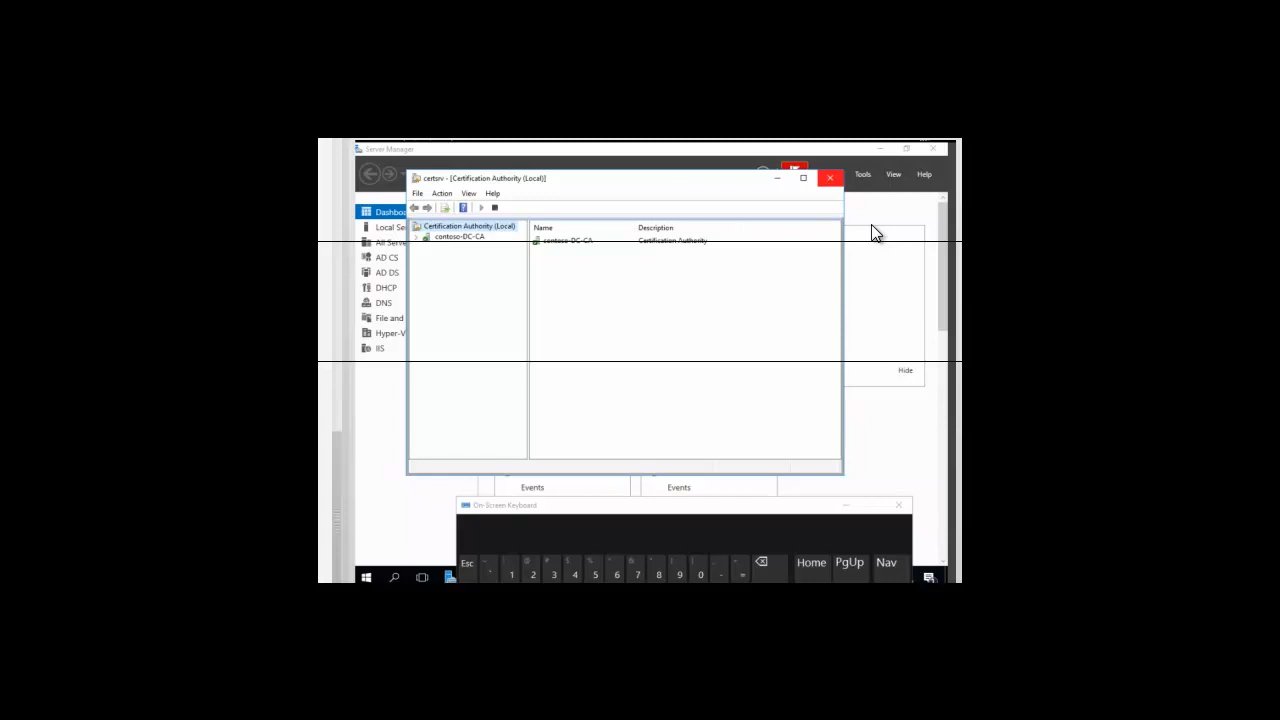 Server Manager
Tools View Help
certsrv - [Certification Authority (Local)]
File Action View Help
Certification Authority (Local)
contoso-DC-CA
Name Description
contoso-DC-CA Certification Authority
Dashbo
Local Se
All Serve
AD CS
AD DS
DHCP
DNS
File and
Hyper-V
IIS
Hide
Events Events
On-Screen Keyboard
Esc 1 2 3 4 5 6 7 8 9 0 - = Home PgUp Nav